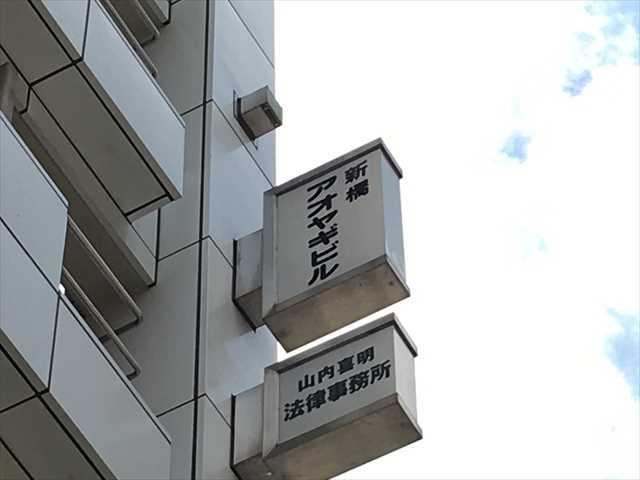 新橋
アオヤギビル
山内喜明
法律事務所